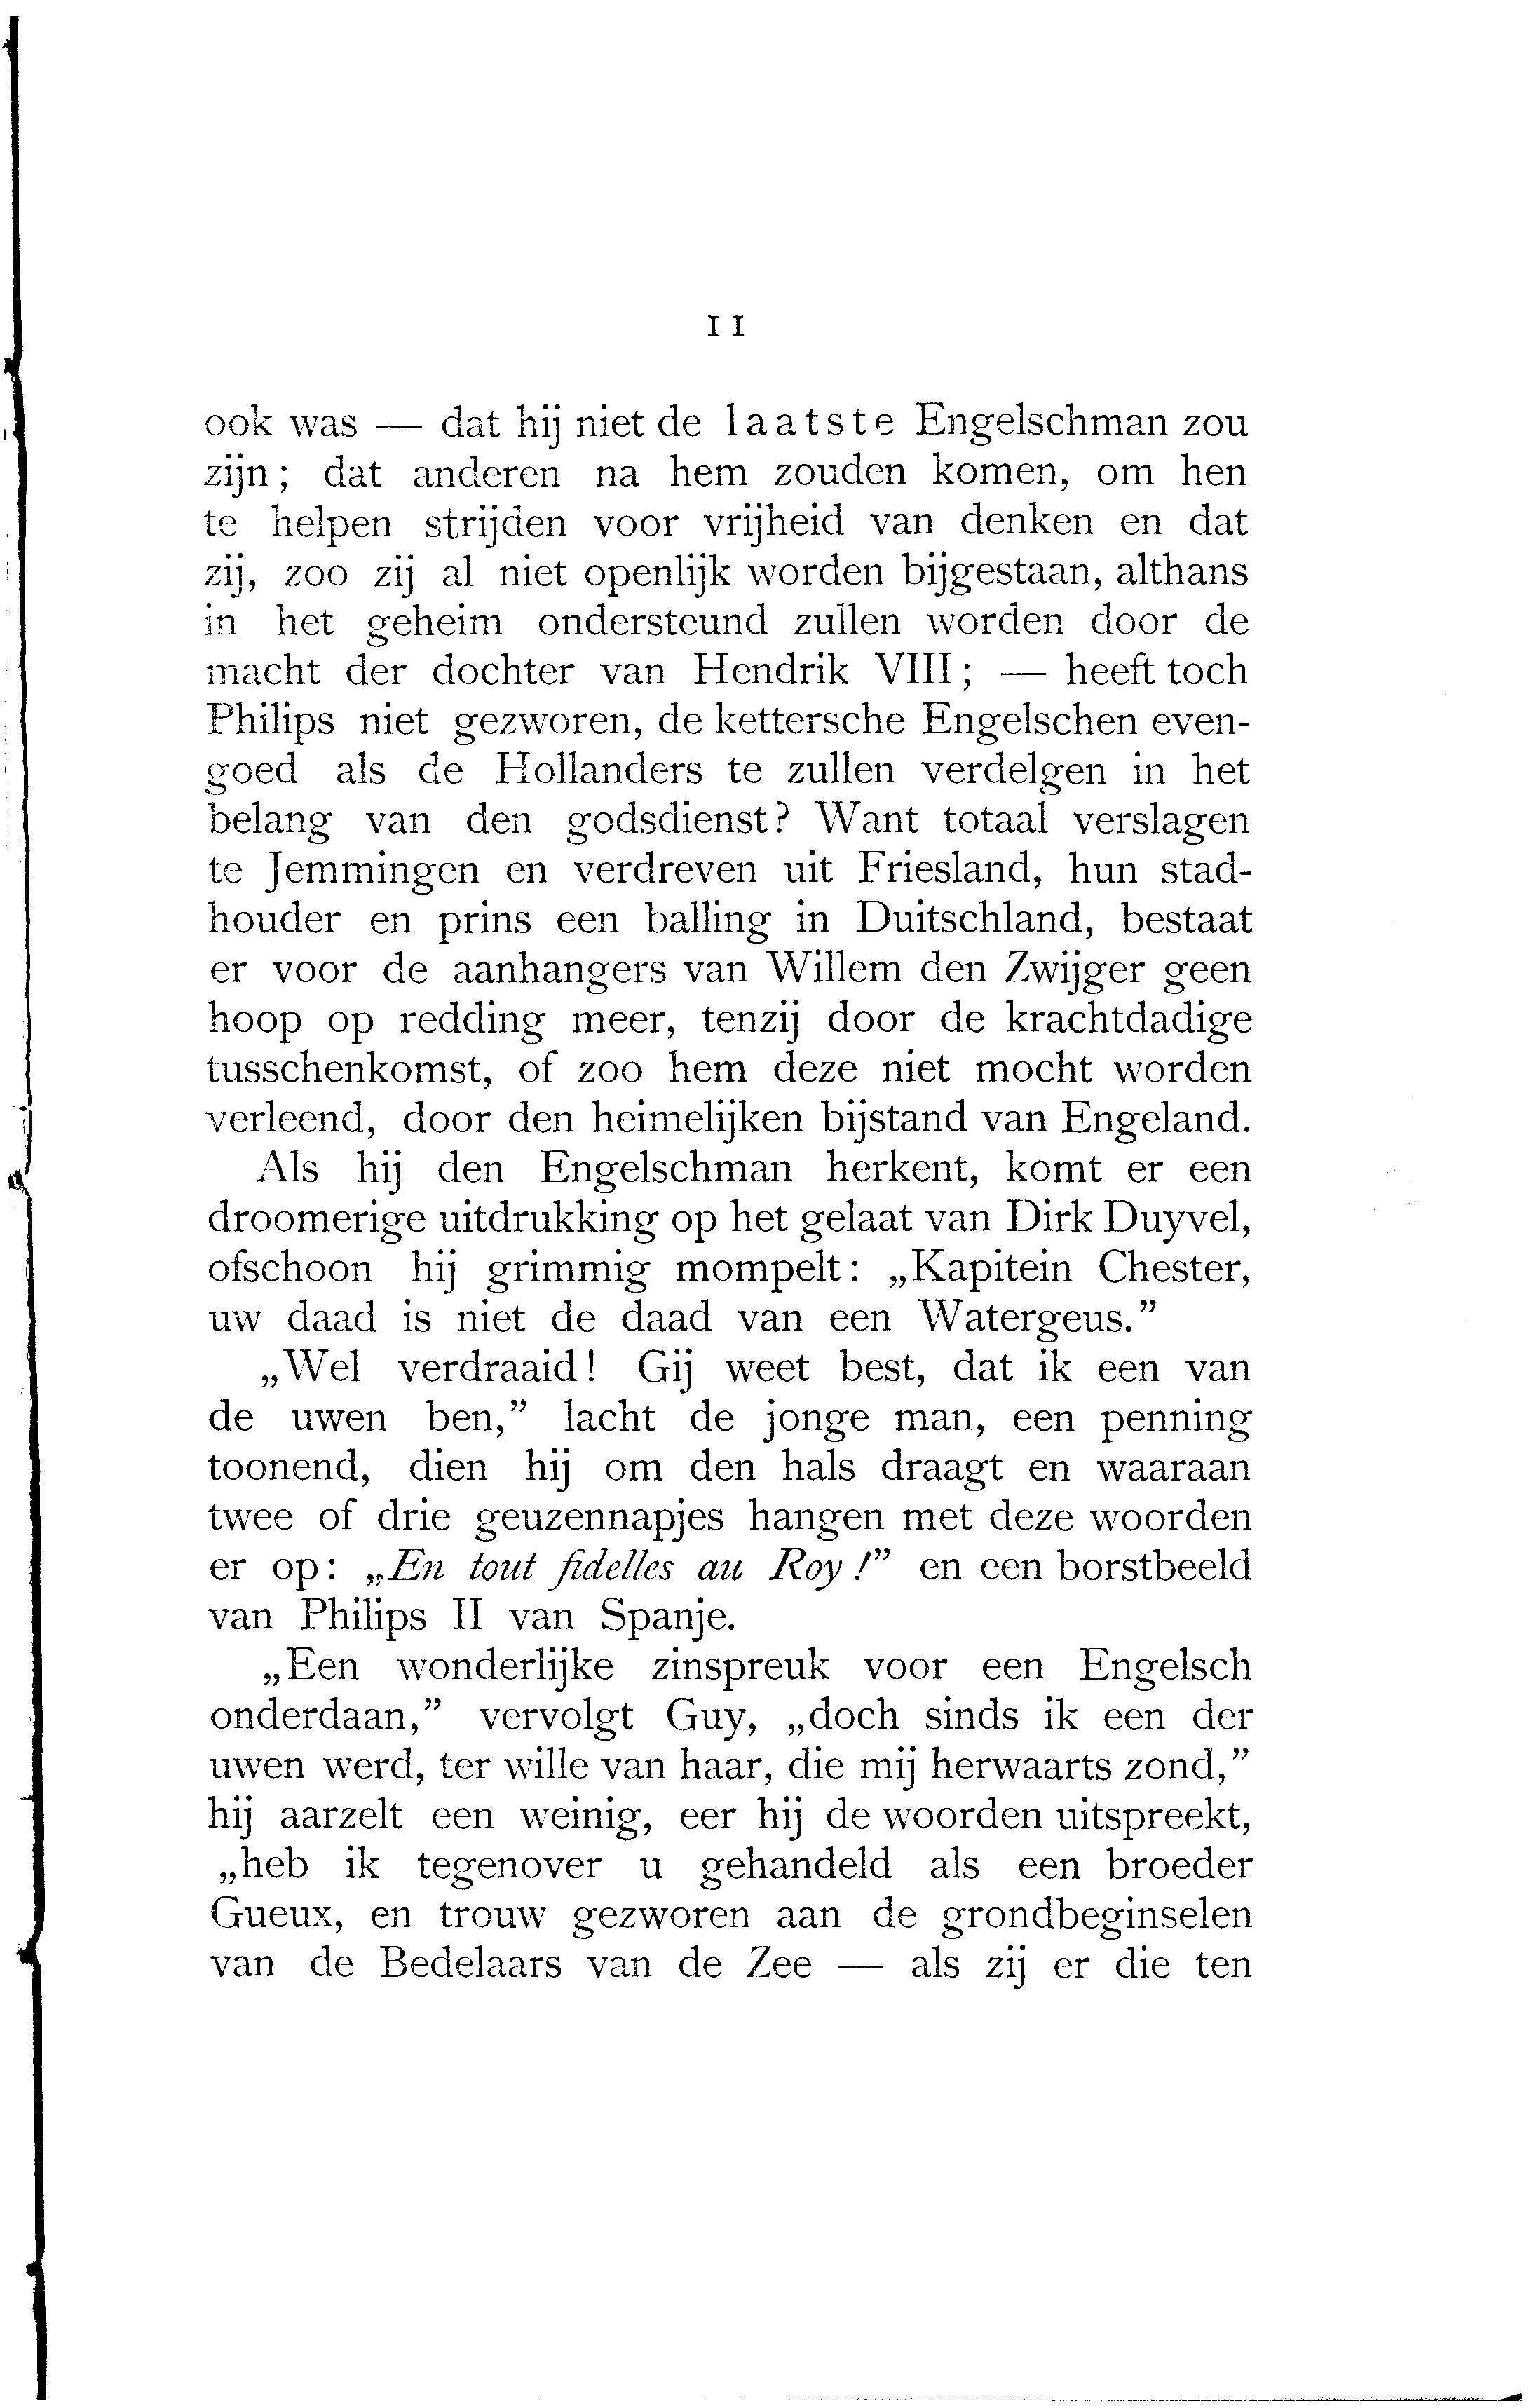 11
ook was — dat hij niet de laatste Engelschman zou
zijn; dat anderen na hem zouden komen, om hen
te helpen strijden voor vrijheid van denken en dat
zij, zoo zij al niet openlijk worden bijgestaan, althans
in het geheim ondersteund zullen worden door de
macht der dochter van Hendrik VIII; — heeft toch
Philips niet gezworen, de kettersche Engelschen even-
goed als de Hollanders te zullen verdelgen in het
belang van den godsdienst? Want totaal verslagen
te Jemmingen en verdreven uit Friesland, hun stad-
houder en prins een balling in Duitschland, bestaat
er voor de aanhangers van Willem den Zwijger geen
hoop op redding meer, tenzij door de krachtdadige
tusschenkomst, of zoo hem deze niet mocht worden
verleend, door den heimelijken bijstand van Engeland.
Als hij den Engelschman herkent, komt er een
droomerige uitdrukking op het gelaat van Dirk Duyvel,
ofschoon hij grimmig mompelt: „Kapitein Chester,
uw daad is niet de daad van een Watergeus.”
„Wel verdraaid! Gij weet best, dat ik een van
de uwen ben,” lacht de jonge man, een penning
toonend, dien hij om den hals draagt en waaraan
twee of drie geuzennapjes hangen met deze woorden
er op: „En tout fidelles au Roy!” en een borstbeeld
van Philips II van Spanje.
„Een wonderlijke zinspreuk voor een Engelsch
onderdaan,” vervolgt Guy, „doch sinds ik een der
uwen werd, ter wille van haar, die mij herwaarts zond,”
hij aarzelt een weinig, eer hij de woorden uitspreekt,
„heb ik tegenover u gehandeld als een broeder
Gueux, en trouw gezworen aan de grondbeginselen
van de Bedelaars van de Zee — als zij er die ten